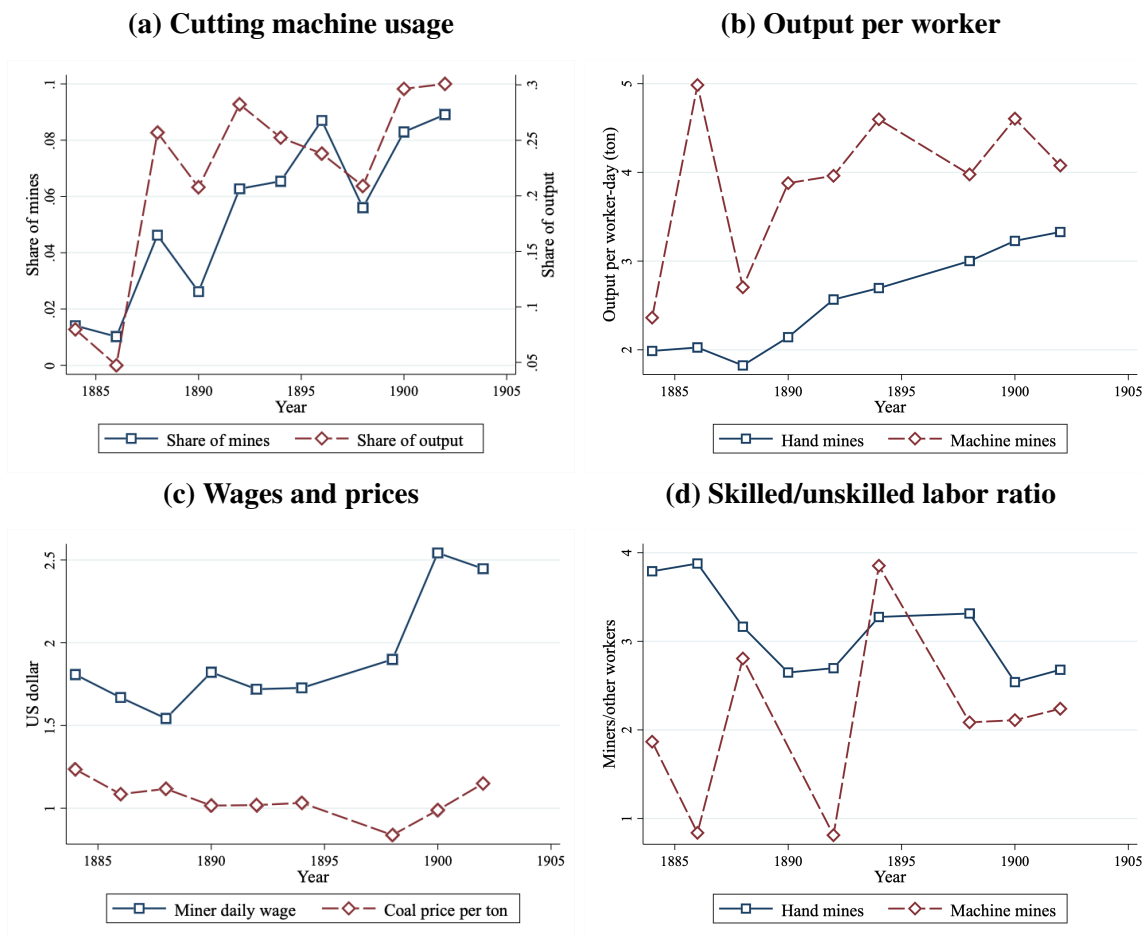 (a) Cutting machine usage
Share of mines
0 .02 .04 .06 .08 .1
.05 .1 .15 .2 .25 .3
Share of output
1885 1890 1895 1900 1905
Year
Share of mines Share of output
(b) Output per worker
Output per worker-day (ton)
2 3 4 5
1885 1890 1895 1900 1905
Year
Hand mines Machine mines
(c) Wages and prices
US dollar
1 1.5 2 2.5
1885 1890 1895 1900 1905
Year
Miner daily wage Coal price per ton
(d) Skilled/unskilled labor ratio
Miners/other workers
1 2 3 4
1885 1890 1895 1900 1905
Year
Hand mines Machine mines